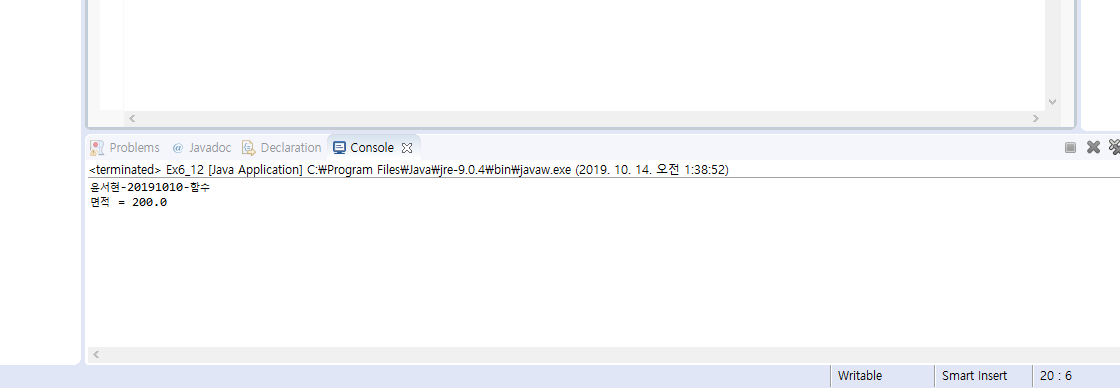 Problems @ Javadoc Declaration Console
<terminated> Ex6_12 [Java Application] C:₩Program Files₩Java₩jre-9.0.4₩bin₩javaw.exe (2019. 10. 14. 오전 1:38:52)
윤서현-20191010-함수
면적 = 200.0
Writable Smart Insert 20 : 6